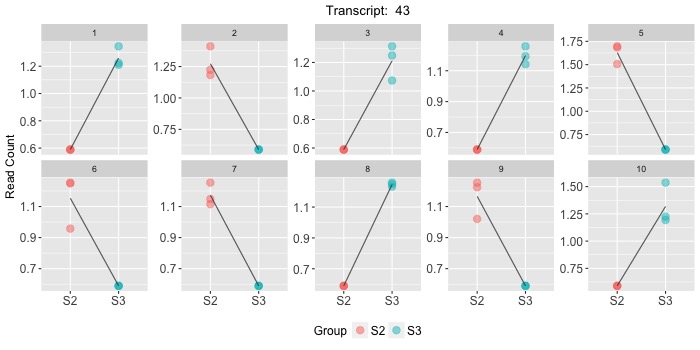 Transcript:  43
1 2 3 4 5
1.2 1.0 0.8 0.6
1.25 1.00 0.75
1.2 1.0 0.8 0.6
1.1 0.9 0.7
1.75 1.50 1.25 1.00 0.75
Read Count
6 7 8 9 10
1.1 0.9 0.7
1.1 0.9 0.7
1.1 0.9 0.7
1.1 0.9 0.7
1.50 1.25 1.00 0.75
S2 S3 S2 S3 S2 S3 S2 S3 S2 S3
Group S2 S3